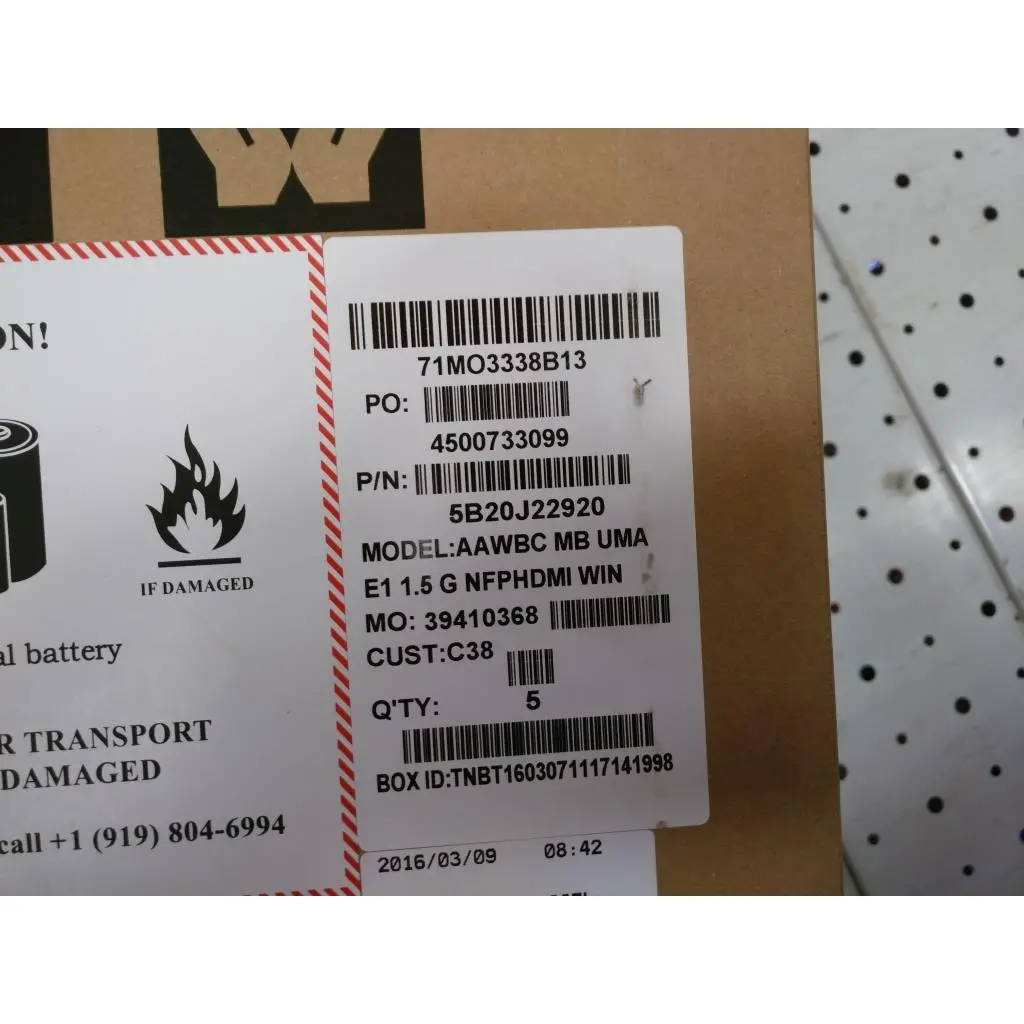 ON!
IF DAMAGED
al battery
R TRANSPORT
DAMAGED
call +1 (919) 804-6994
71MO3338B13
PO:
4500733099
P/N:
5B20J22920
MODEL:AAWBC MB UMA
E1 1.5 G NFPHDMI WIN
MO: 39410368
CUST:C38
Q'TY: 5
BOX ID:TNBT1603071117141998
2016/03/09 08:42